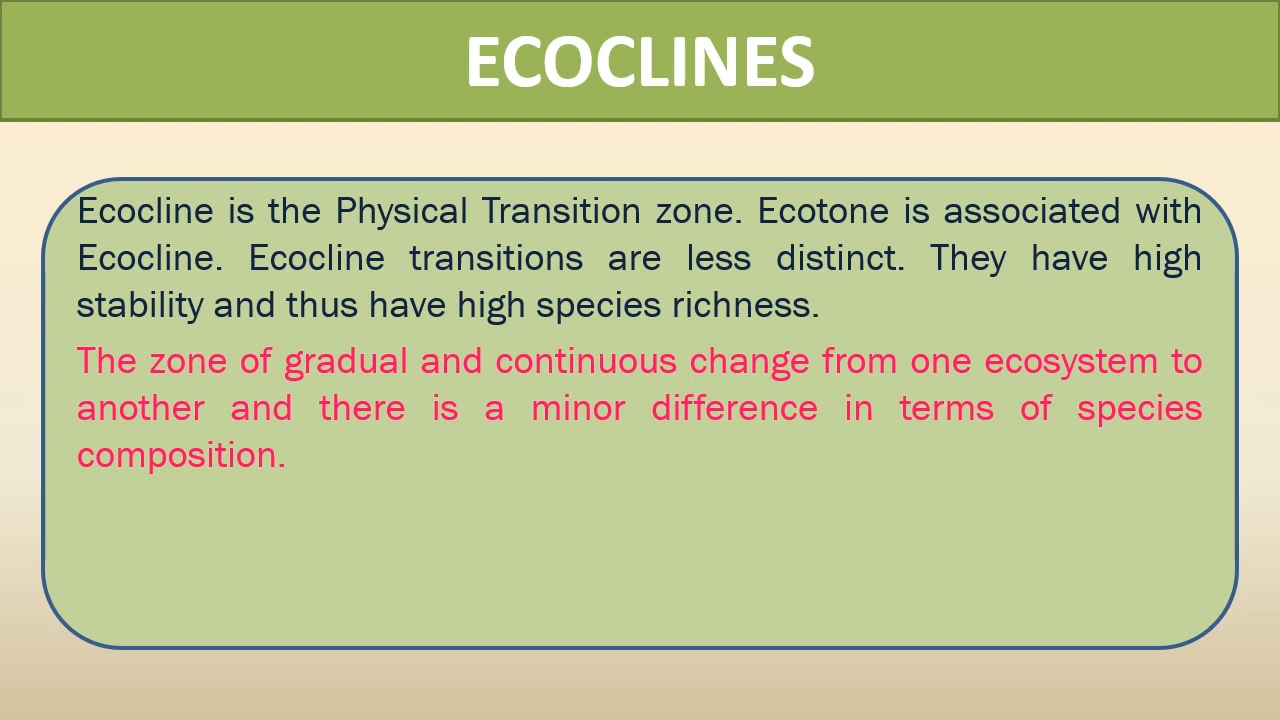 ECOCLINES
Ecocline is the Physical Transition zone. Ecotone is associated with
Ecocline. Ecocline transitions are less distinct. They have high
stability and thus have high species richness.
The zone of gradual and continuous change from one ecosystem to
another and there is a minor difference in terms of species
composition.